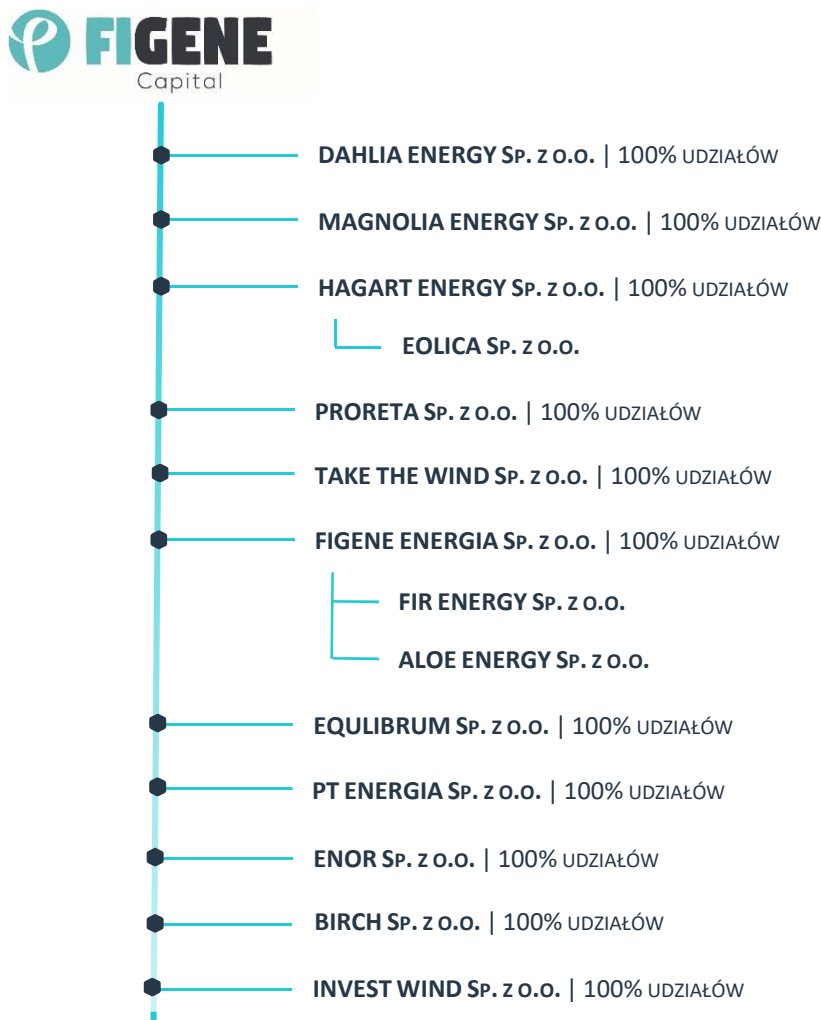 FIGENE
Capital
DAHLIA ENERGY Sp. z o.o. | 100% UDZIAŁÓW
MAGNOLIA ENERGY Sp. z o.o. | 100% UDZIAŁÓW
HAGART ENERGY Sp. z o.o. | 100% UDZIAŁÓW
EOLICA Sp. z o.o.
PRORETA Sp. z o.o. | 100% UDZIAŁÓW
TAKE THE WIND Sp. z o.o. | 100% UDZIAŁÓW
FIGENE ENERGIA Sp. z o.o. | 100% UDZIAŁÓW
FIR ENERGY Sp. z o.o.
ALOE ENERGY Sp. z o.o.
EQULIBRUM Sp. z o.o. | 100% UDZIAŁÓW
PT ENERGIA Sp. z o.o. | 100% UDZIAŁÓW
ENOR Sp. z o.o. | 100% UDZIAŁÓW
BIRCH Sp. z o.o. | 100% UDZIAŁÓW
INVEST WIND Sp. z o.o. | 100% UDZIAŁÓW